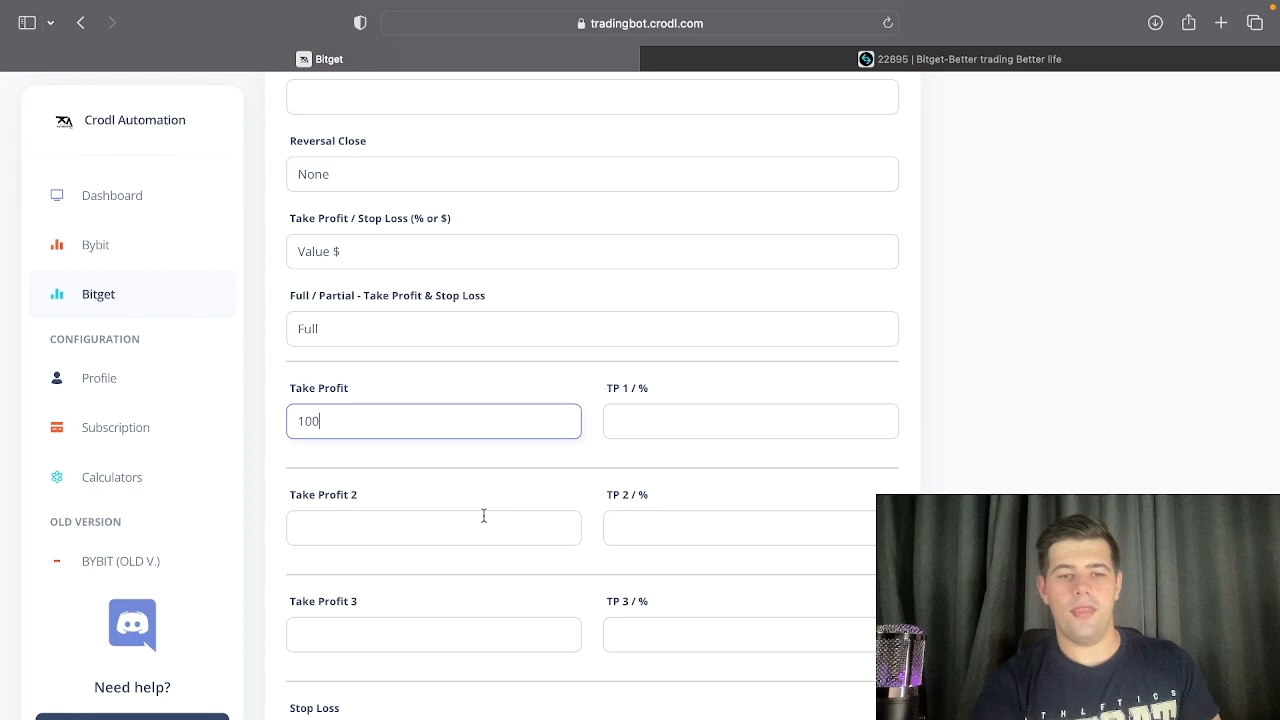 tradingbot.crodl.com
Bitget
22895 | Bitget-Better trading Better life
Crodl Automation
Dashboard
Bybit
Bitget
CONFIGURATION
Profile
Subscription
Calculators
OLD VERSION
BYBIT (OLD V.)
Need help?
Reversal Close
None
Take Profit / Stop Loss (% or $)
Value $
Full / Partial - Take Profit & Stop Loss
Full
Take Profit
TP 1 / %
100
Take Profit 2
TP 2 / %
Take Profit 3
TP 3 / %
Stop Loss
ATHLETICS